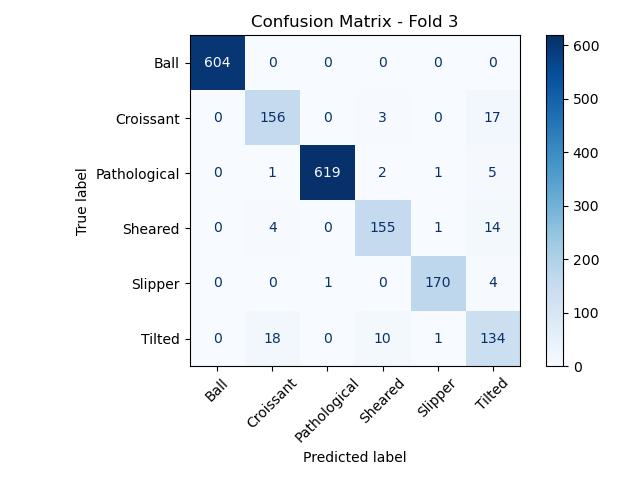 Confusion Matrix - Fold 3
True label
Ball 604 0 0 0 0 0
Croissant 0 156 0 3 0 17
Pathological 0 1 619 2 1 5
Sheared 0 4 0 155 1 14
Slipper 0 0 1 0 170 4
Tilted 0 18 0 10 1 134
Ball Croissant Pathological Sheared Slipper Tilted
Predicted label
600
500
400
300
200
100
0